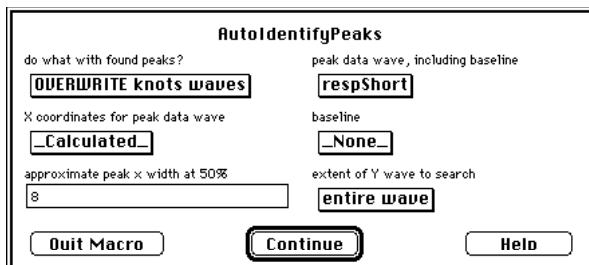 AutoIdentifyPeaks
do what with found peaks?
peak data wave, including baseline
OVERWRITE knots waves
respShort
X coordinates for peak data wave
baseline
_Calculated_
_None_
approximate peak x width at 50%
extent of Y wave to search
8
entire wave
Quit Macro
Continue
Help